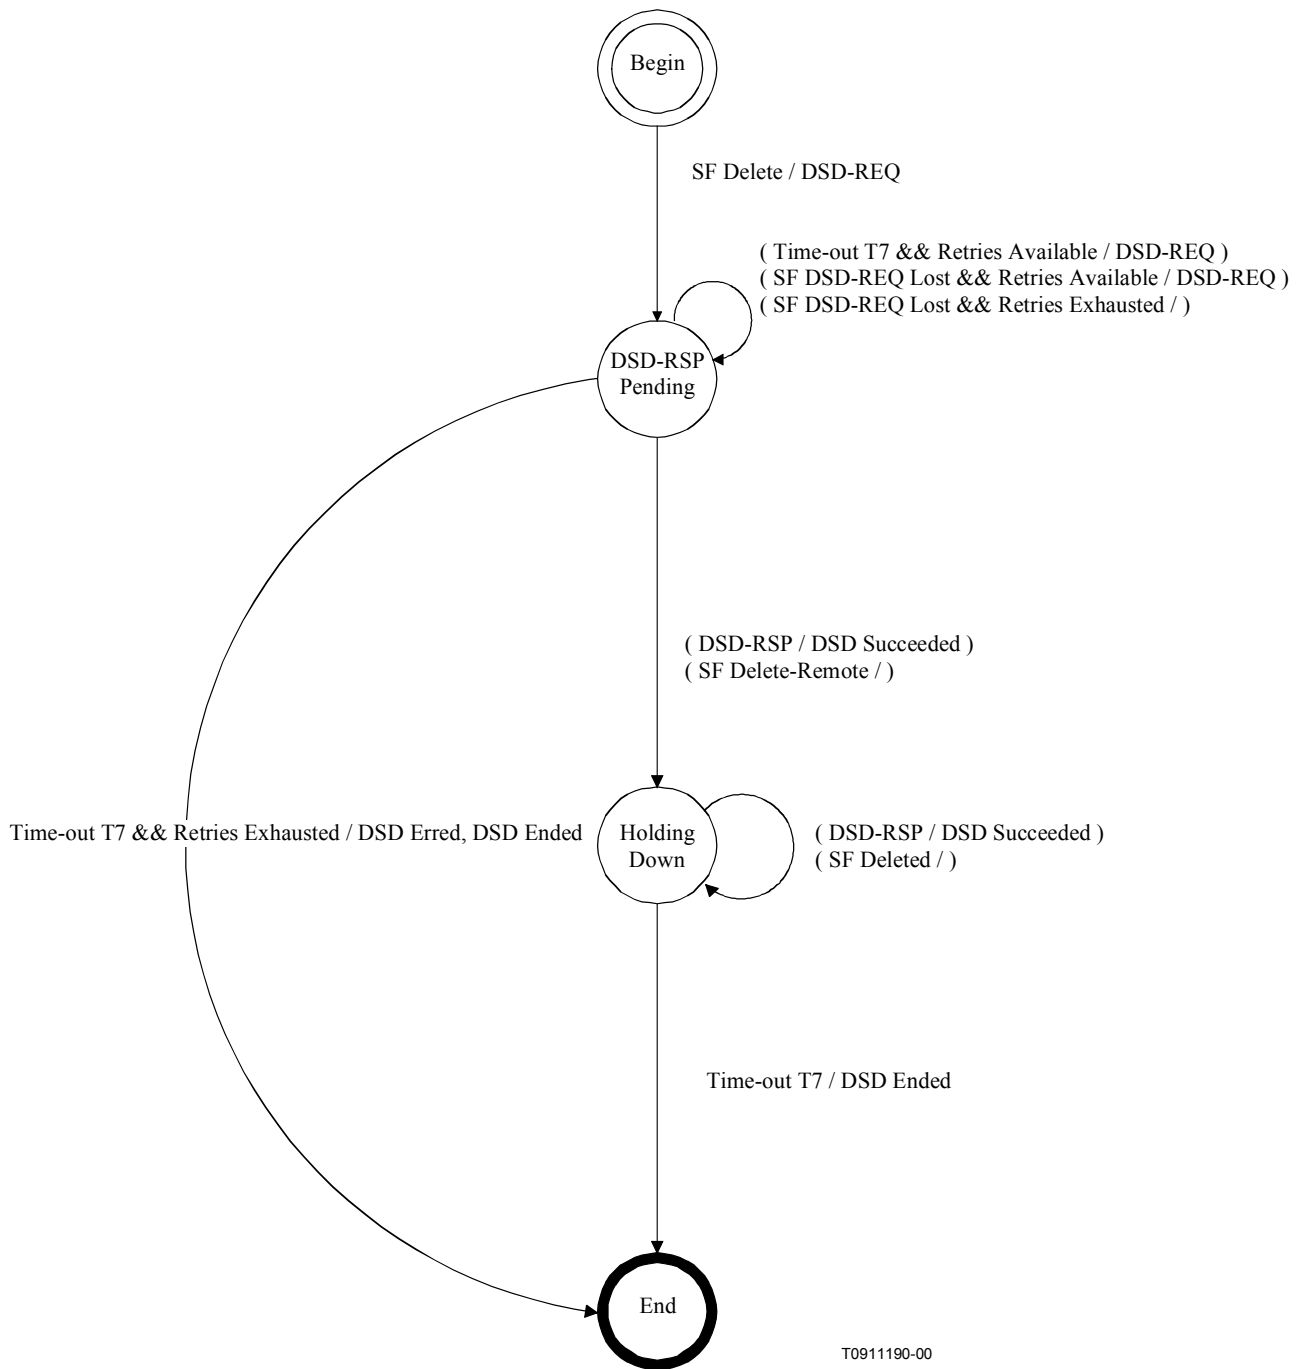 Begin
SF Delete / DSD-REQ
( Time-out T7 && Retries Available / DSD-REQ )
( SF DSD-REQ Lost && Retries Available / DSD-REQ )
( SF DSD-REQ Lost && Retries Exhausted / )
DSD-RSP
Pending
( DSD-RSP / DSD Succeeded )
( SF Delete-Remote / )
Time-out T7 && Retries Exhausted / DSD Erred, DSD Ended
Holding
Down
( DSD-RSP / DSD Succeeded )
( SF Deleted / )
Time-out T7 / DSD Ended
End
T0911190-00